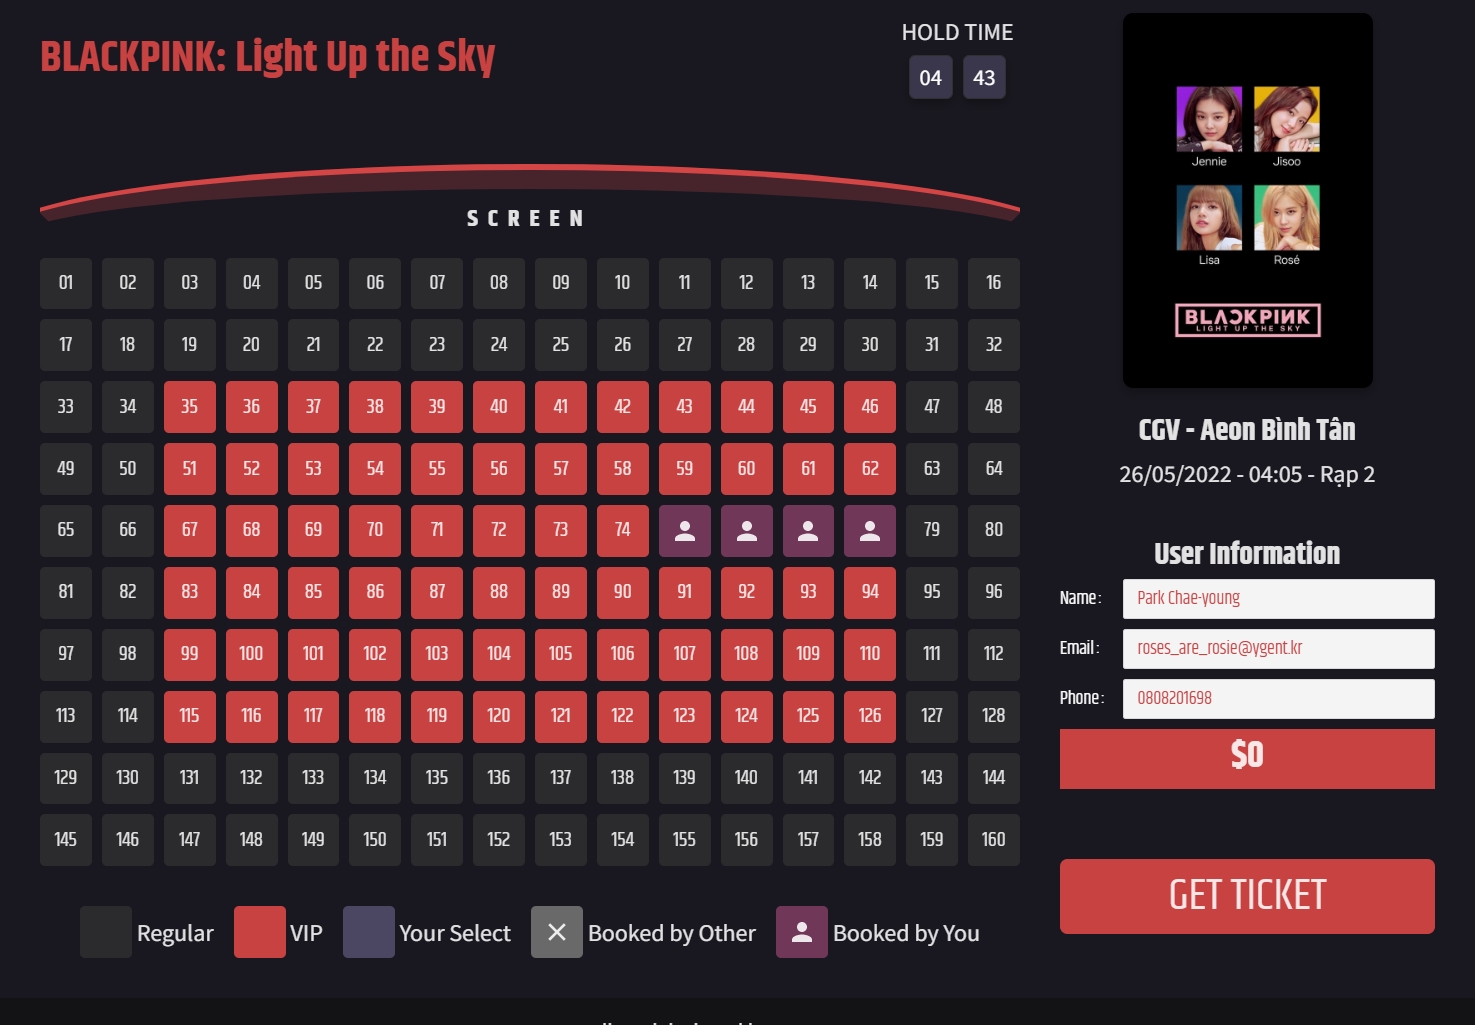 BLACKPINK: Light Up the Sky
HOLD TIME
04 43
SCREEN
01 02 03 04 05 06 07 08 09 10 11 12 13 14 15 16
17 18 19 20 21 22 23 24 25 26 27 28 29 30 31 32
33 34 35 36 37 38 39 40 41 42 43 44 45 46 47 48
49 50 51 52 53 54 55 56 57 58 59 60 61 62 63 64
65 66 67 68 69 70 71 72 73 74 79 80
81 82 83 84 85 86 87 88 89 90 91 92 93 94 95 96
97 98 99 100 101 102 103 104 105 106 107 108 109 110 111 112
113 114 115 116 117 118 119 120 121 122 123 124 125 126 127 128
129 130 131 132 133 134 135 136 137 138 139 140 141 142 143 144
145 146 147 148 149 150 151 152 153 154 155 156 157 158 159 160
Regular VIP Your Select Booked by Other Booked by You
Jennie Jisoo
Lisa Rosé
BLACKPINK
LIGHT UP THE SKY
CGV - Aeon Bình Tân
26/05/2022 - 04:05 - Rạp 2
User Information
Name: Park Chae-young
Email: roses_are_rosie@ygent.kr
Phone: 0808201698
$0
GET TICKET